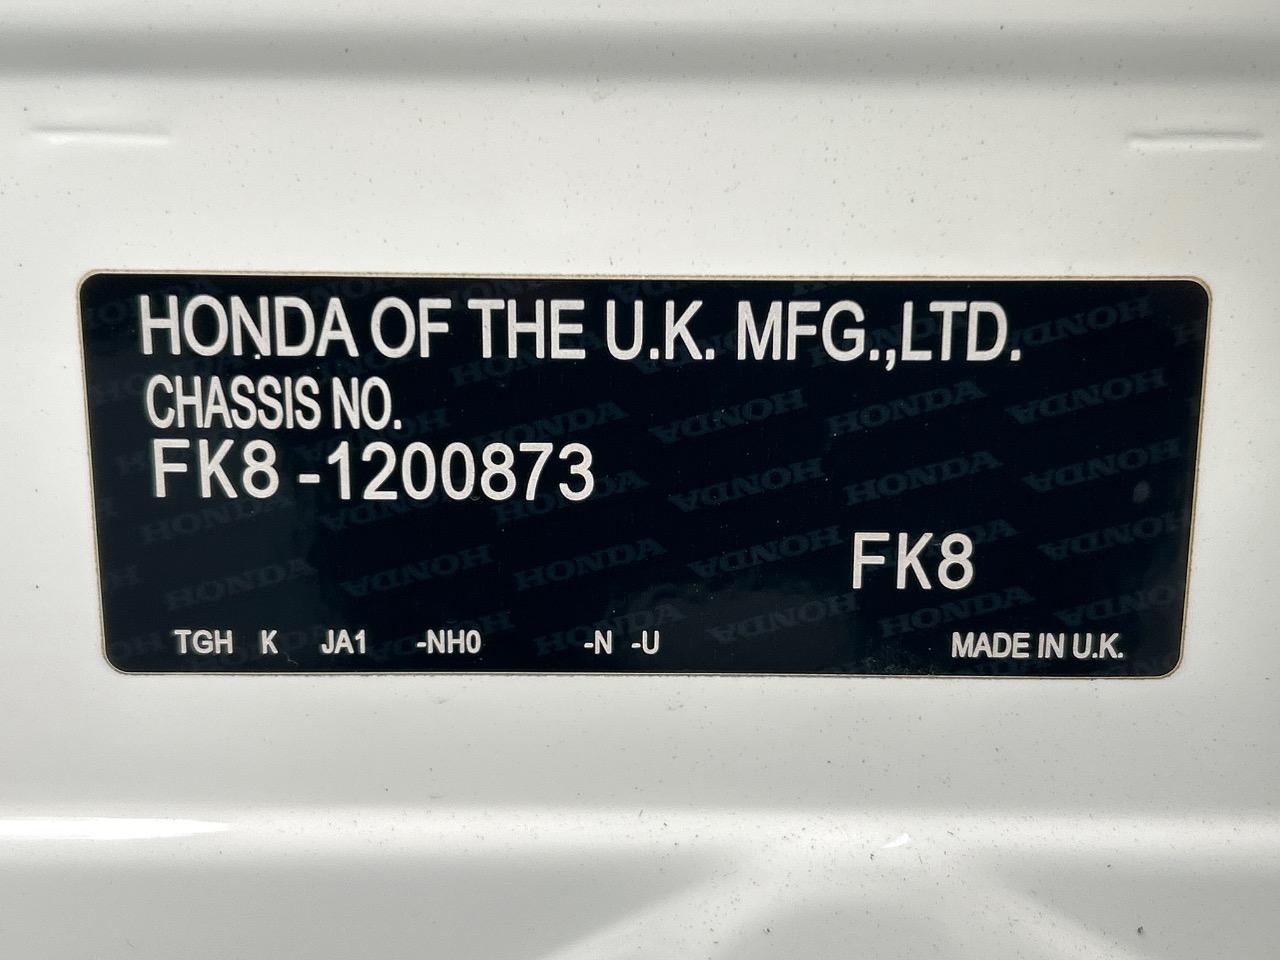 HONDA OF THE U.K. MFG.,LTD.
CHASSIS NO.
FK8 -1200873
FK8
TGH K JA1 -NH0 -N -U MADE IN U.K.